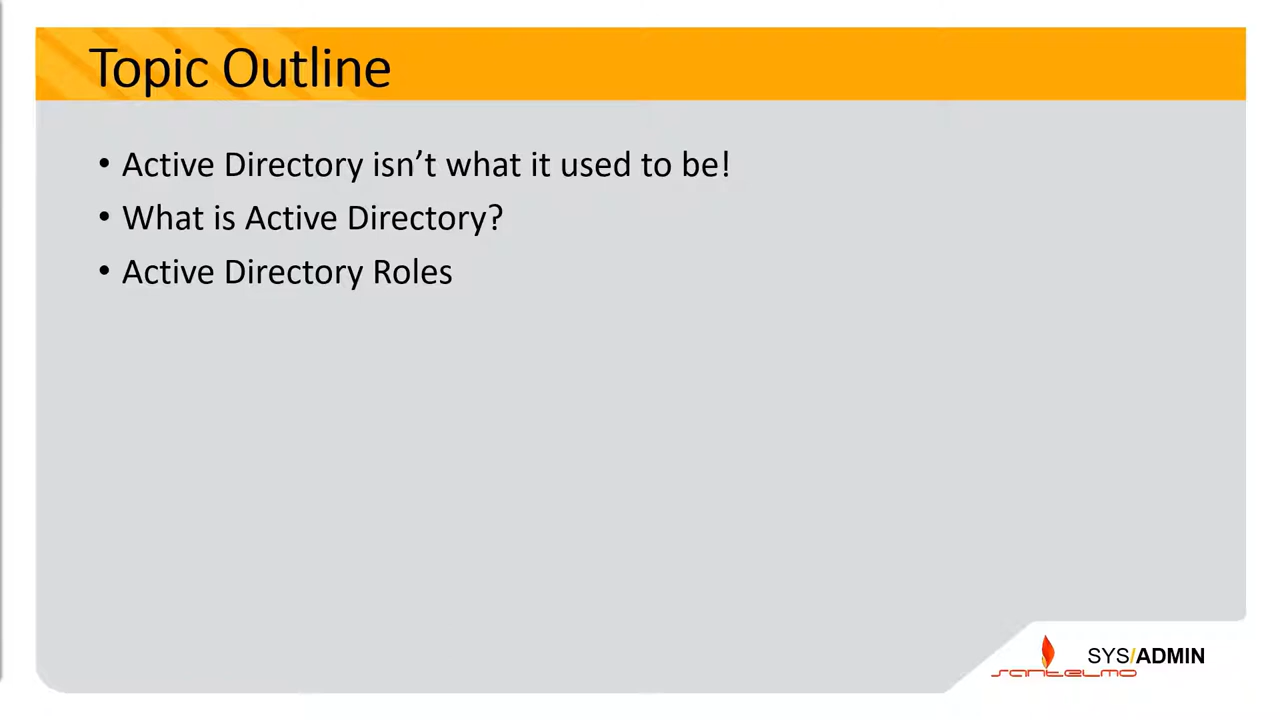 Topic Outline
• Active Directory isn’t what it used to be!
• What is Active Directory?
• Active Directory Roles
SYS/ADMIN
santelmo